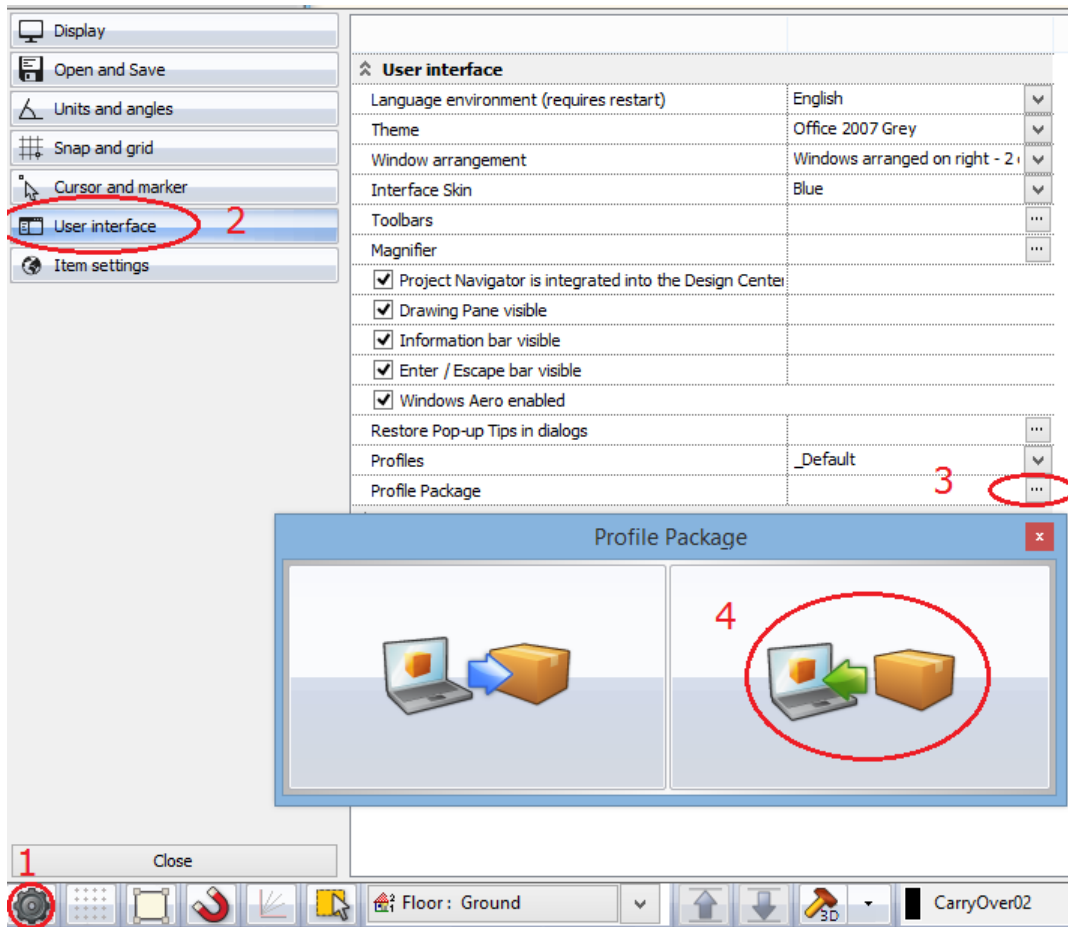 Display
Open and Save
Units and angles
Snap and grid
Cursor and marker
User interface
2
Item settings
User interface
Language environment (requires restart) English
Theme Office 2007 Grey
Window arrangement Windows arranged on right - 2
Interface Skin Blue
Toolbars ...
Magnifier ...
Project Navigator is integrated into the Design Center
Drawing Pane visible
Information bar visible
Enter / Escape bar visible
Windows Aero enabled
Restore Pop-up Tips in dialogs ...
Profiles _Default
Profile Package 3 ...
Profile Package x
4
1 Close
Floor: Ground 3D CarryOver02